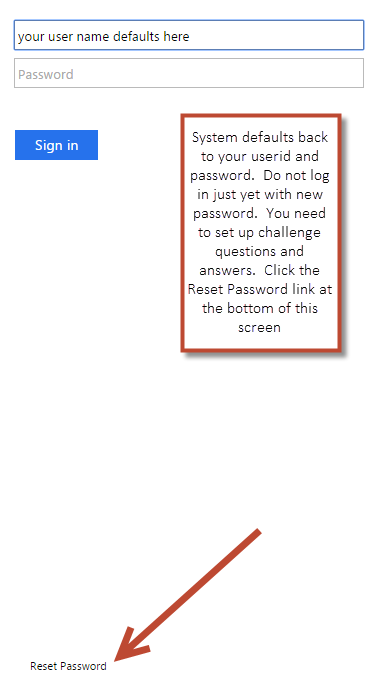 your user name defaults here
Password
Sign in
System defaults back
to your userid and
password.  Do not log
in just yet with new
password.  You need
to set up challenge
questions and
answers.  Click the
Reset Password link at
the bottom of this
screen
Reset Password